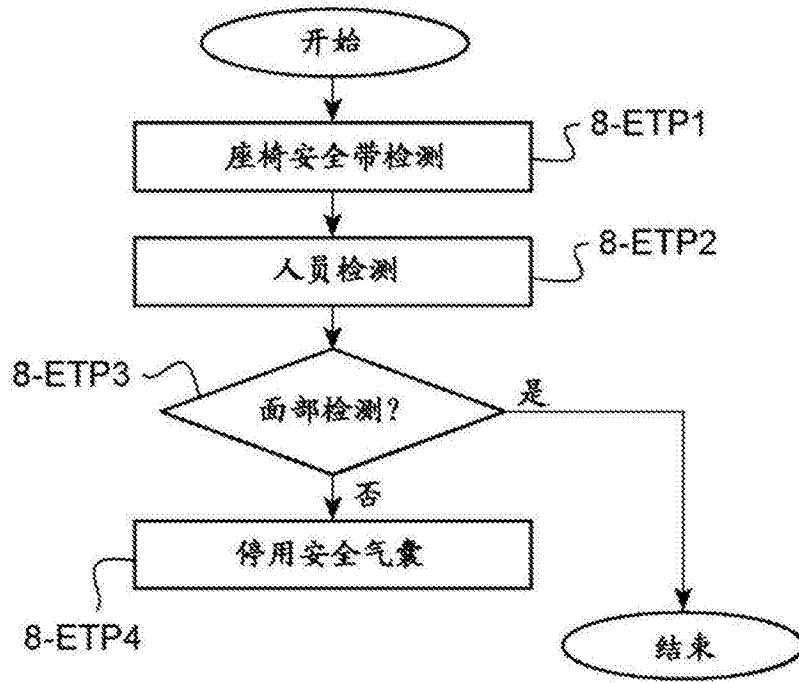 开始
座椅安全带检测
8-ETP1
人员检测
8-ETP2
8-ETP3
面部检测?
是
否
停用安全气囊
8-ETP4
结束